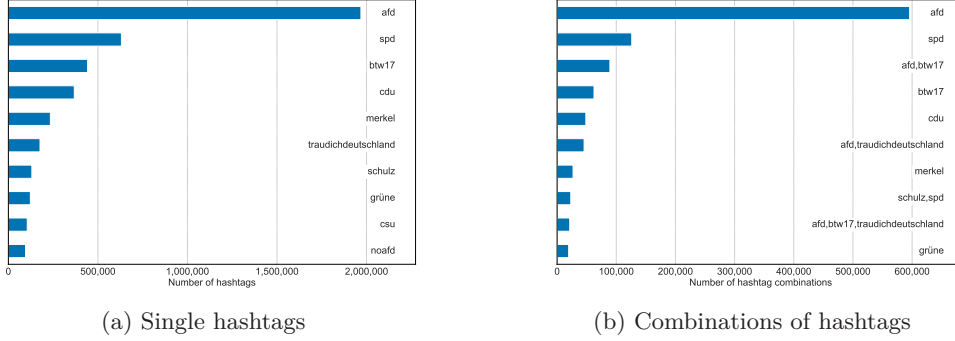 afd
spd
btw17
cdu
merkel
traudichdeutschland
schulz
grüne
csu
noafd
0 500,000 1,000,000 1,500,000 2,000,000
Number of hashtags
(a) Single hashtags
afd
spd
afd,btw17
btw17
cdu
afd,traudichdeutschland
merkel
schulz,spd
afd,btw17,traudichdeutschland
grüne
0 100,000 200,000 300,000 400,000 500,000 600,000
Number of hashtag combinations
(b) Combinations of hashtags